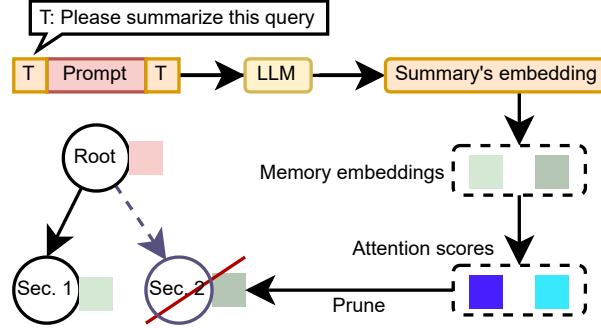 T: Please summarize this query
T Prompt T
LLM
Summary's embedding
Root
Memory embeddings
Attention scores
Sec. 1
Sec. 2
Prune